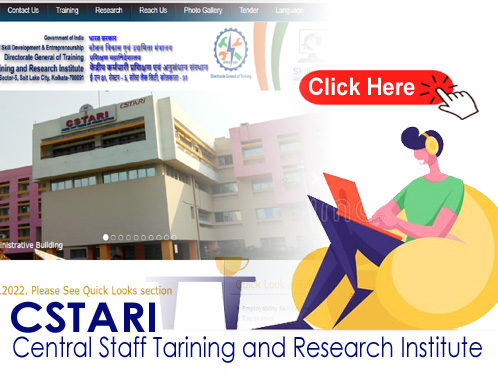 Contact Us Training Research Reach Us Photo Gallery Tender Language
Government of India भारत सरकार
Skill Development & Entrepreneurship कौशल विकास एवं उद्यमिता मंत्रालय
Directorate General of Training प्रशिक्षण महानिदेशालय
ning and Research Institute केंद्रीय कर्मचारी प्रशिक्षण एवं अनुसंधान संस्थान
Sector-5, Salt Lake City, Kolkata-700091
Directorate General of Training
Click Here
CSTARI
CSTARI
inistrative Building
.2022. Please See Quick Looks section
Quick Look
CSTARI
Central Staff Tarining and Research Institute